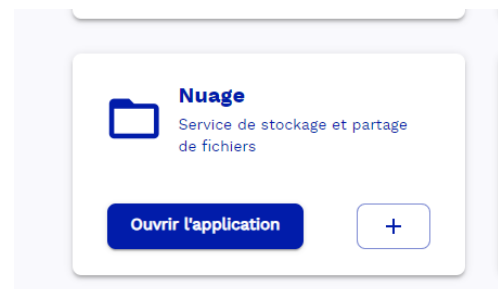 Nuage
Service de stockage et partage
de fichiers
Ouvrir l'application
+